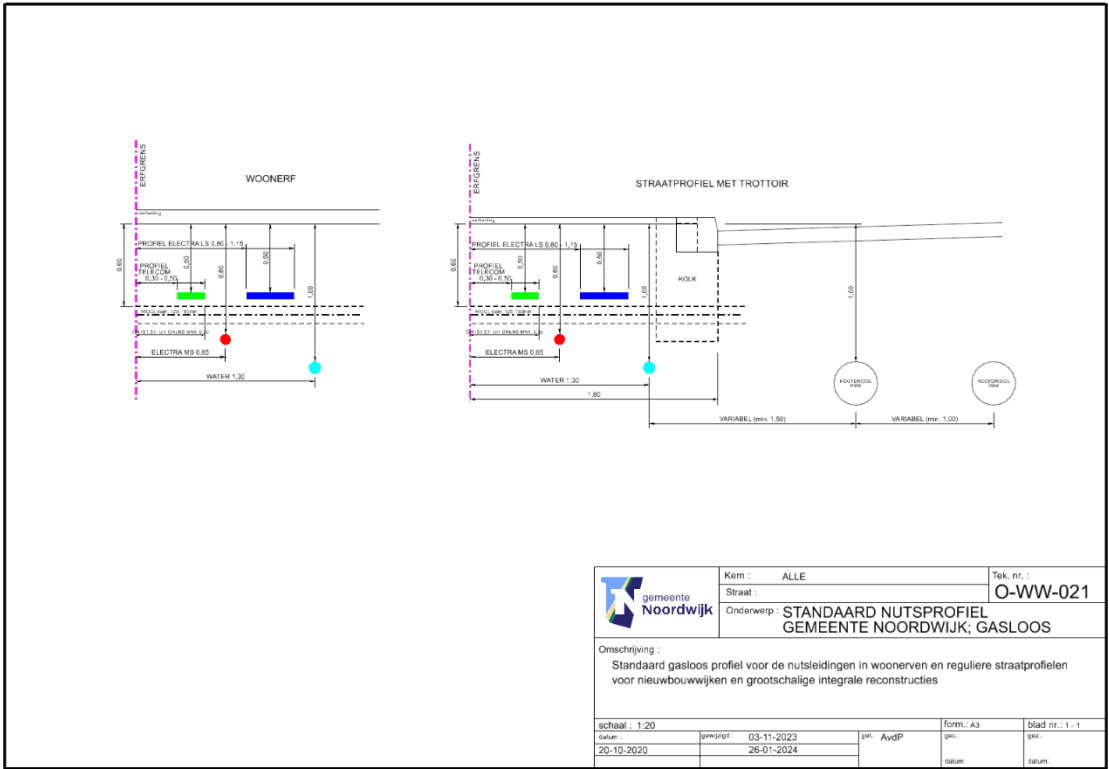 WOONERF
ERFGRENS
verharding
PROFIEL ELECTRA LS 0,80 - 1,15
PROFIEL
TELECOM
0,30 - 0,50
0,60
0,50
0,80
0,50
1,00
ELECTRA MS 0,65
WATER 1,30
STRAATPROFIEL MET TROTTOIR
ERFGRENS
verharding
PROFIEL ELECTRA LS 0,80 - 1,15
PROFIEL
TELECOM
0,30 - 0,50
0,60
0,50
0,80
0,50
1,00
KOLK
1,00
ELECTRA MS 0,65
WATER 1,30
1,80
HOOFDRIOOL
HWA
HOOFDRIOOL
DWA
VARIABEL (min. 1,50)
VARIABEL (min. 1,00)
gemeente
Noordwijk
Kern : ALLE
Straat :
Tek. nr. :
O-WW-021
Onderwerp : STANDAARD NUTSPROFIEL
GEMEENTE NOORDWIJK; GASLOOS
Omschrijving :
Standaard gasloos profiel voor de nutsleidingen in woonerven en reguliere straatprofielen
voor nieuwbouwwijken en grootschalige integrale reconstructies
schaal : 1:20
form.: A3
blad nr.: 1 - 1
datum :
20-10-2020
gewijzigd : 03-11-2023
26-01-2024
get.: AvdP
gec.:
datum:
gez.:
datum: